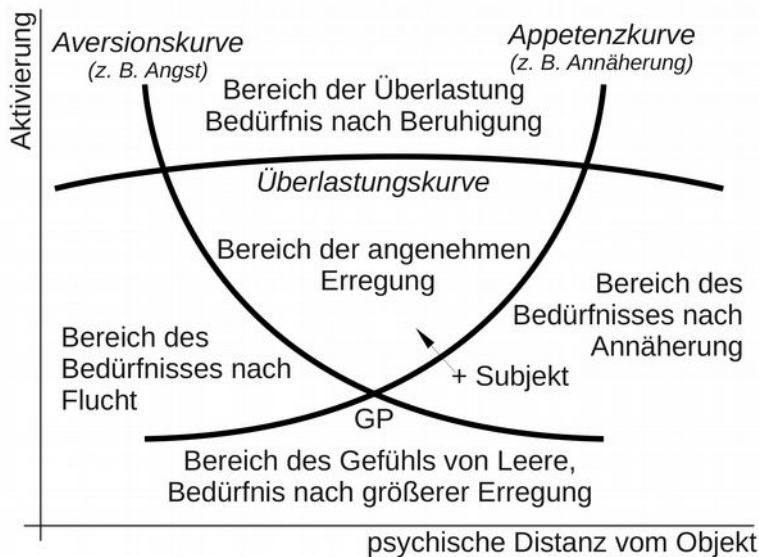 Aktivierung
Aversionskurve
(z. B. Angst)
Appetenzkurve
(z. B. Annäherung)
Bereich der Überlastung
Bedürfnis nach Beruhigung
Überlastungskurve
Bereich der angenehmen
Erregung
Bereich des
Bedürfnisses nach
Annäherung
Bereich des
Bedürfnisses nach
Flucht
+ Subjekt
GP
Bereich des Gefühls von Leere,
Bedürfnis nach größerer Erregung
psychische Distanz vom Objekt